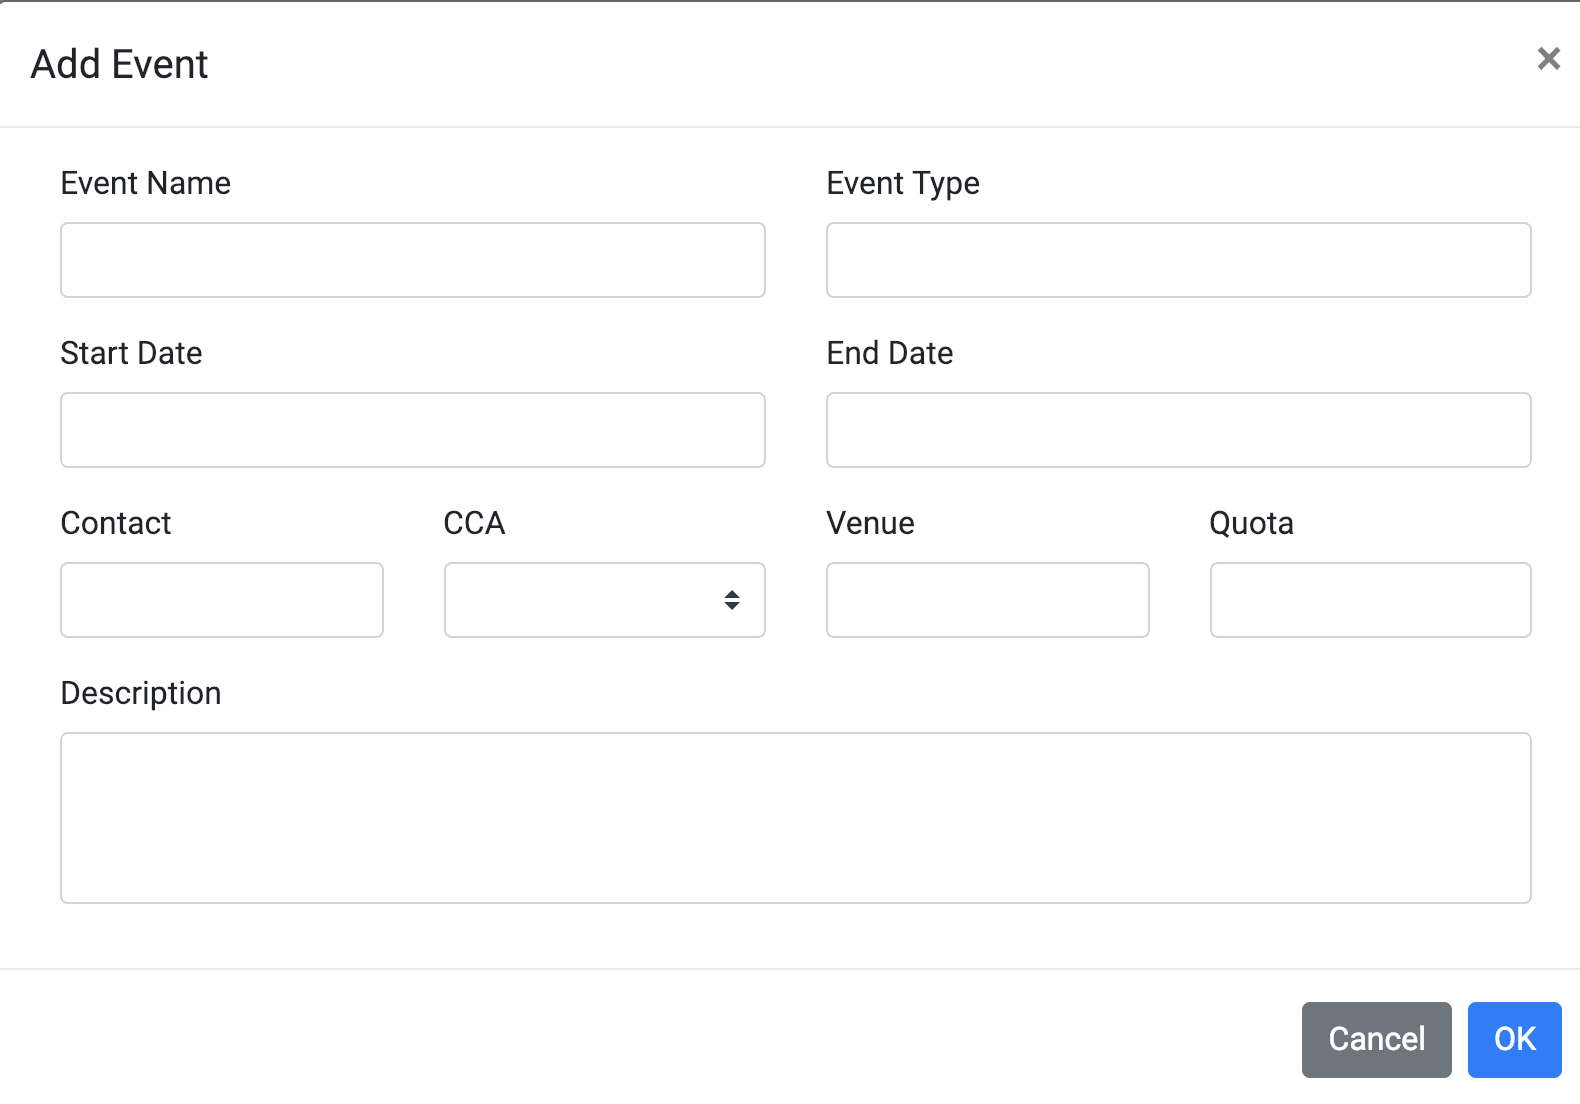 Add Event
Event Name
Event Type
Start Date
End Date
Contact
CCA
Venue
Quota
Description
Cancel
OK